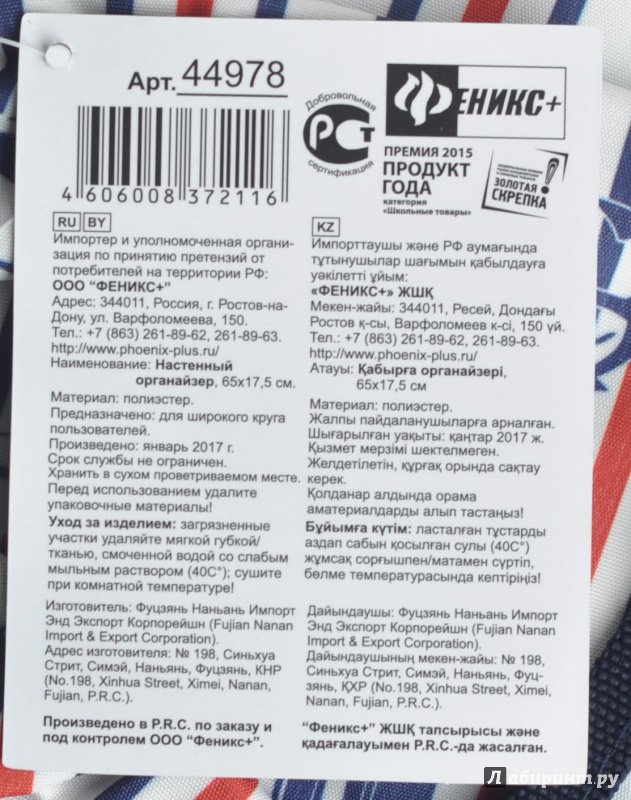 Арт. 44978
4 606008 372116
Добровольная
РСТ
сертификация
ФЕНИКС+
ПРЕМИЯ 2015
ПРОДУКТ
ГОДА
категория
«Школьные товары»
ЗОЛОТАЯ
СКРЕПКА
RU BY
Импортер и уполномоченная органи-
зация по принятию претензий от
потребителей на территории РФ:
ООО "ФЕНИКС+"
Адрес: 344011, Россия, г. Ростов-на-
Дону, ул. Варфоломеева, 150.
Тел.: +7 (863) 261-89-62, 261-89-63.
http://www.phoenix-plus.ru/
Наименование: Настенный
органайзер, 65х17,5 см.
Материал: полиэстер.
Предназначено: для широкого круга
пользователей.
Произведено: январь 2017 г.
Срок службы не ограничен.
Хранить в сухом проветриваемом месте.
Перед использованием удалите
упаковочные материалы!
Уход за изделием: загрязненные
участки удаляйте мягкой губкой/
тканью, смоченной водой со слабым
мыльным раствором (40С°); сушите
при комнатной температуре!
Изготовитель: Фуцзянь Наньань Импорт
Энд Экспорт Корпорейшн (Fujian Nanan
Import & Export Corporation).
Адрес изготовителя: № 198, Синьхуа
Стрит, Симэй, Наньянь, Фуцзянь, КНР
(No.198, Xinhua Street, Ximei, Nanan,
Fujian, P.R.C.).
Произведено в P.R.C. по заказу и
под контролем ООО "Феникс+".
KZ
Импорттаушы және РФ аумағында
тұтынушылар шағымын қабылдауға
уәкілетті ұйым:
«ФЕНИКС+» ЖШҚ
Мекен-жайы: 344011, Ресей, Дондағы
Ростов қ-сы, Варфоломеев к-сі, 150 үй.
Тел.: +7 (863) 261-89-62, 261-89-63.
http://www.phoenix-plus.ru/
Атауы: Қабырға органайзері,
65х17,5 см
Материал: полиэстер.
Жалпы пайдаланушыларға арналған.
Шығарылған уақыты: қаңтар 2017 ж.
Қызмет мерзімі шектелмеген.
Желдетілетін, құрғақ орында сақтау
керек.
Қолданар алдында орама
аматериалдарды алып тастаңыз!
Бұйымға күтім: ласталған тұстарды
аздап сабын қосылған сулы (40С°)
жұмсақ сорғышпен/матамен сүртіп,
бөлме температурасында кептіріңіз!
Дайындаушы: Фуцзянь Наньань Импорт
Энд Экспорт Корпорейшн (Fujian Nanan
Import & Export Corporation).
Дайындаушының мекен-жайы: № 198,
Синьхуа Стрит, Симэй, Наньянь, Фуц-
зянь, ҚХР (No.198, Xinhua Street, Ximei,
Nanan, Fujian, P.R.C.).
"Феникс+" ЖШҚ тапсырысы және
қадағалауымен P.R.C.-да жасалған.
Лабиринт.ру